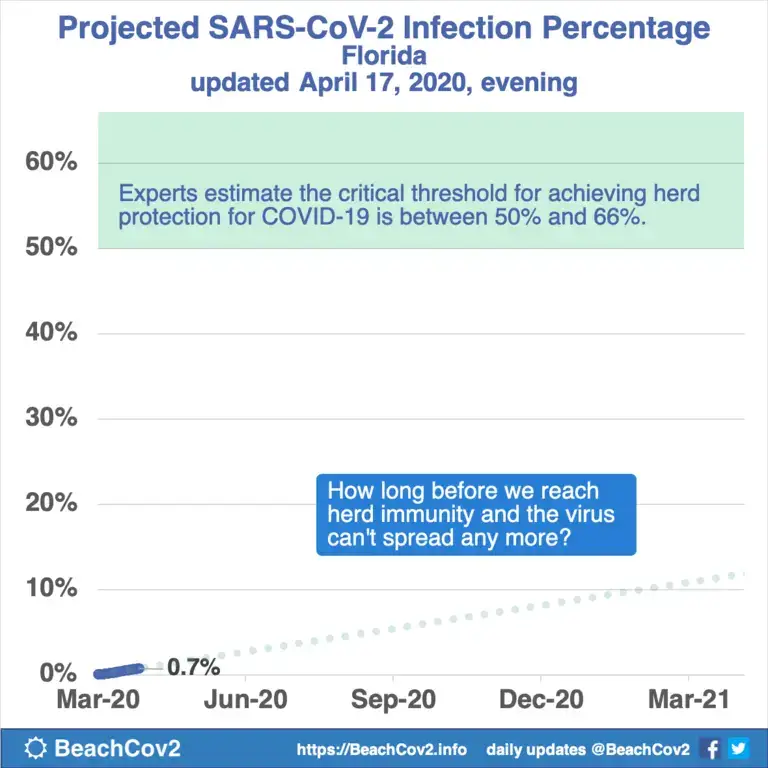 Projected SARS-CoV-2 Infection Percentage
Florida
updated April 17, 2020, evening
60%
Experts estimate the critical threshold for achieving herd
protection for COVID-19 is between 50% and 66%.
50%
40%
30%
20%
How long before we reach
herd immunity and the virus
can't spread any more?
10%
0%
0.7%
Mar-20 Jun-20 Sep-20 Dec-20 Mar-21
BeachCov2 https://BeachCov2.info daily updates @BeachCov2